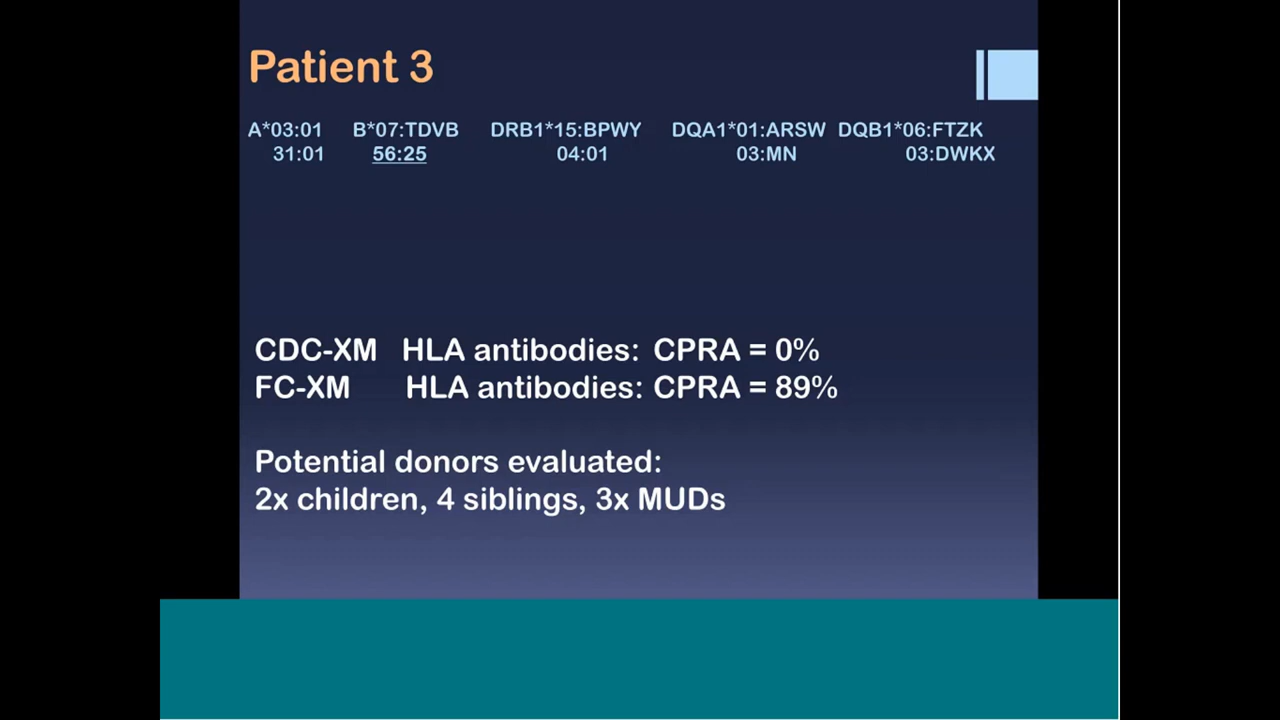 Patient 3
A*03:01 B*07:TDVB DRB1*15:BPWY DQA1*01:ARSW DQB1*06:FTZK
31:01 56:25 04:01 03:MN 03:DWKX
CDC-XM HLA antibodies: CPRA = 0%
FC-XM HLA antibodies: CPRA = 89%
Potential donors evaluated:
2x children, 4 siblings, 3x MUDs